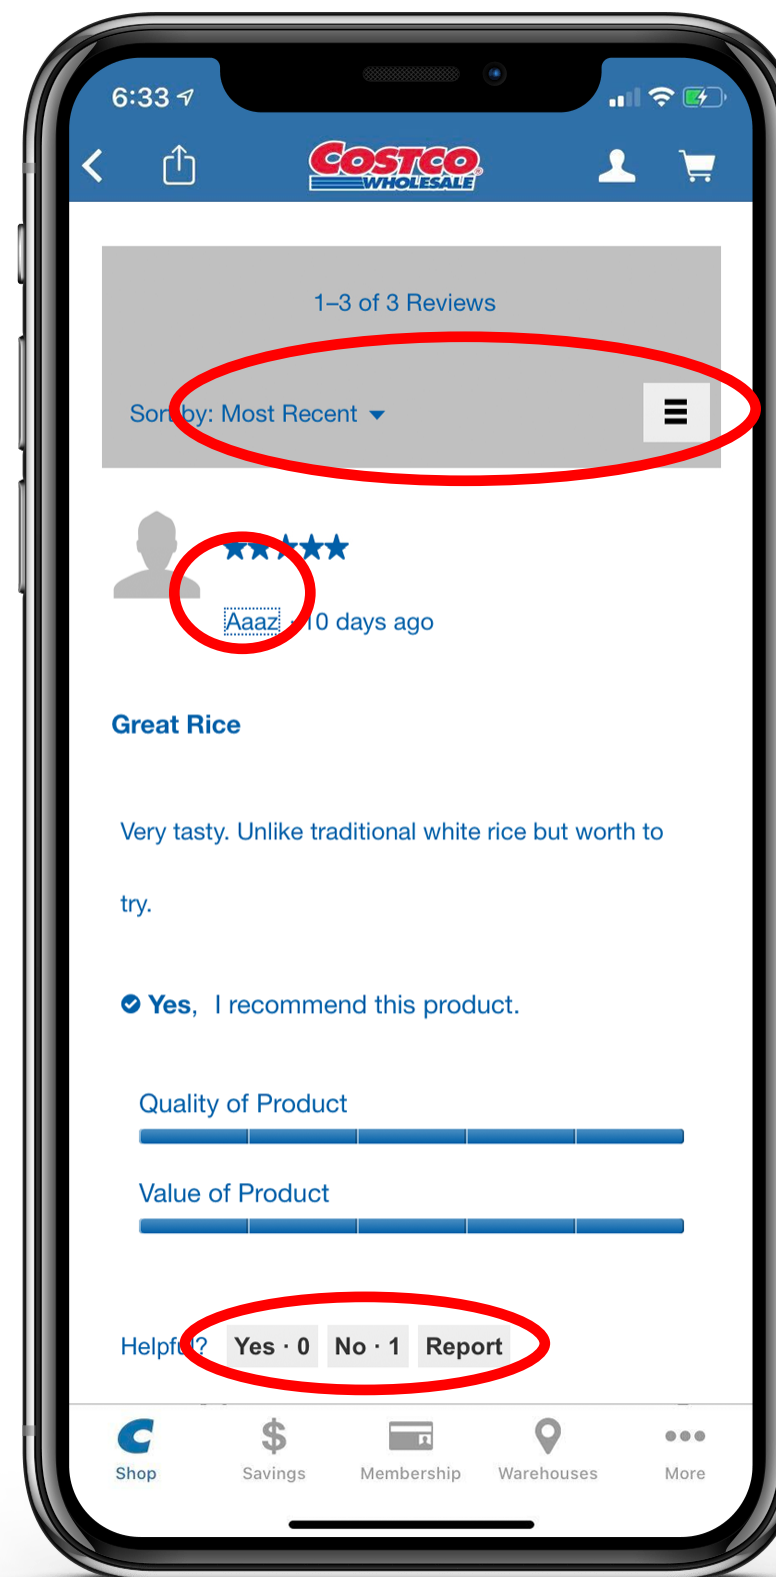 6:33
COSTCO
WHOLESALE
1–3 of 3 Reviews
Sort by: Most Recent
★★★★★
Aaaz · 10 days ago
Great Rice
Very tasty. Unlike traditional white rice but worth to
try.
Yes, I recommend this product.
Quality of Product
Value of Product
Helpful? Yes · 0 No · 1 Report
Shop Savings Membership Warehouses More